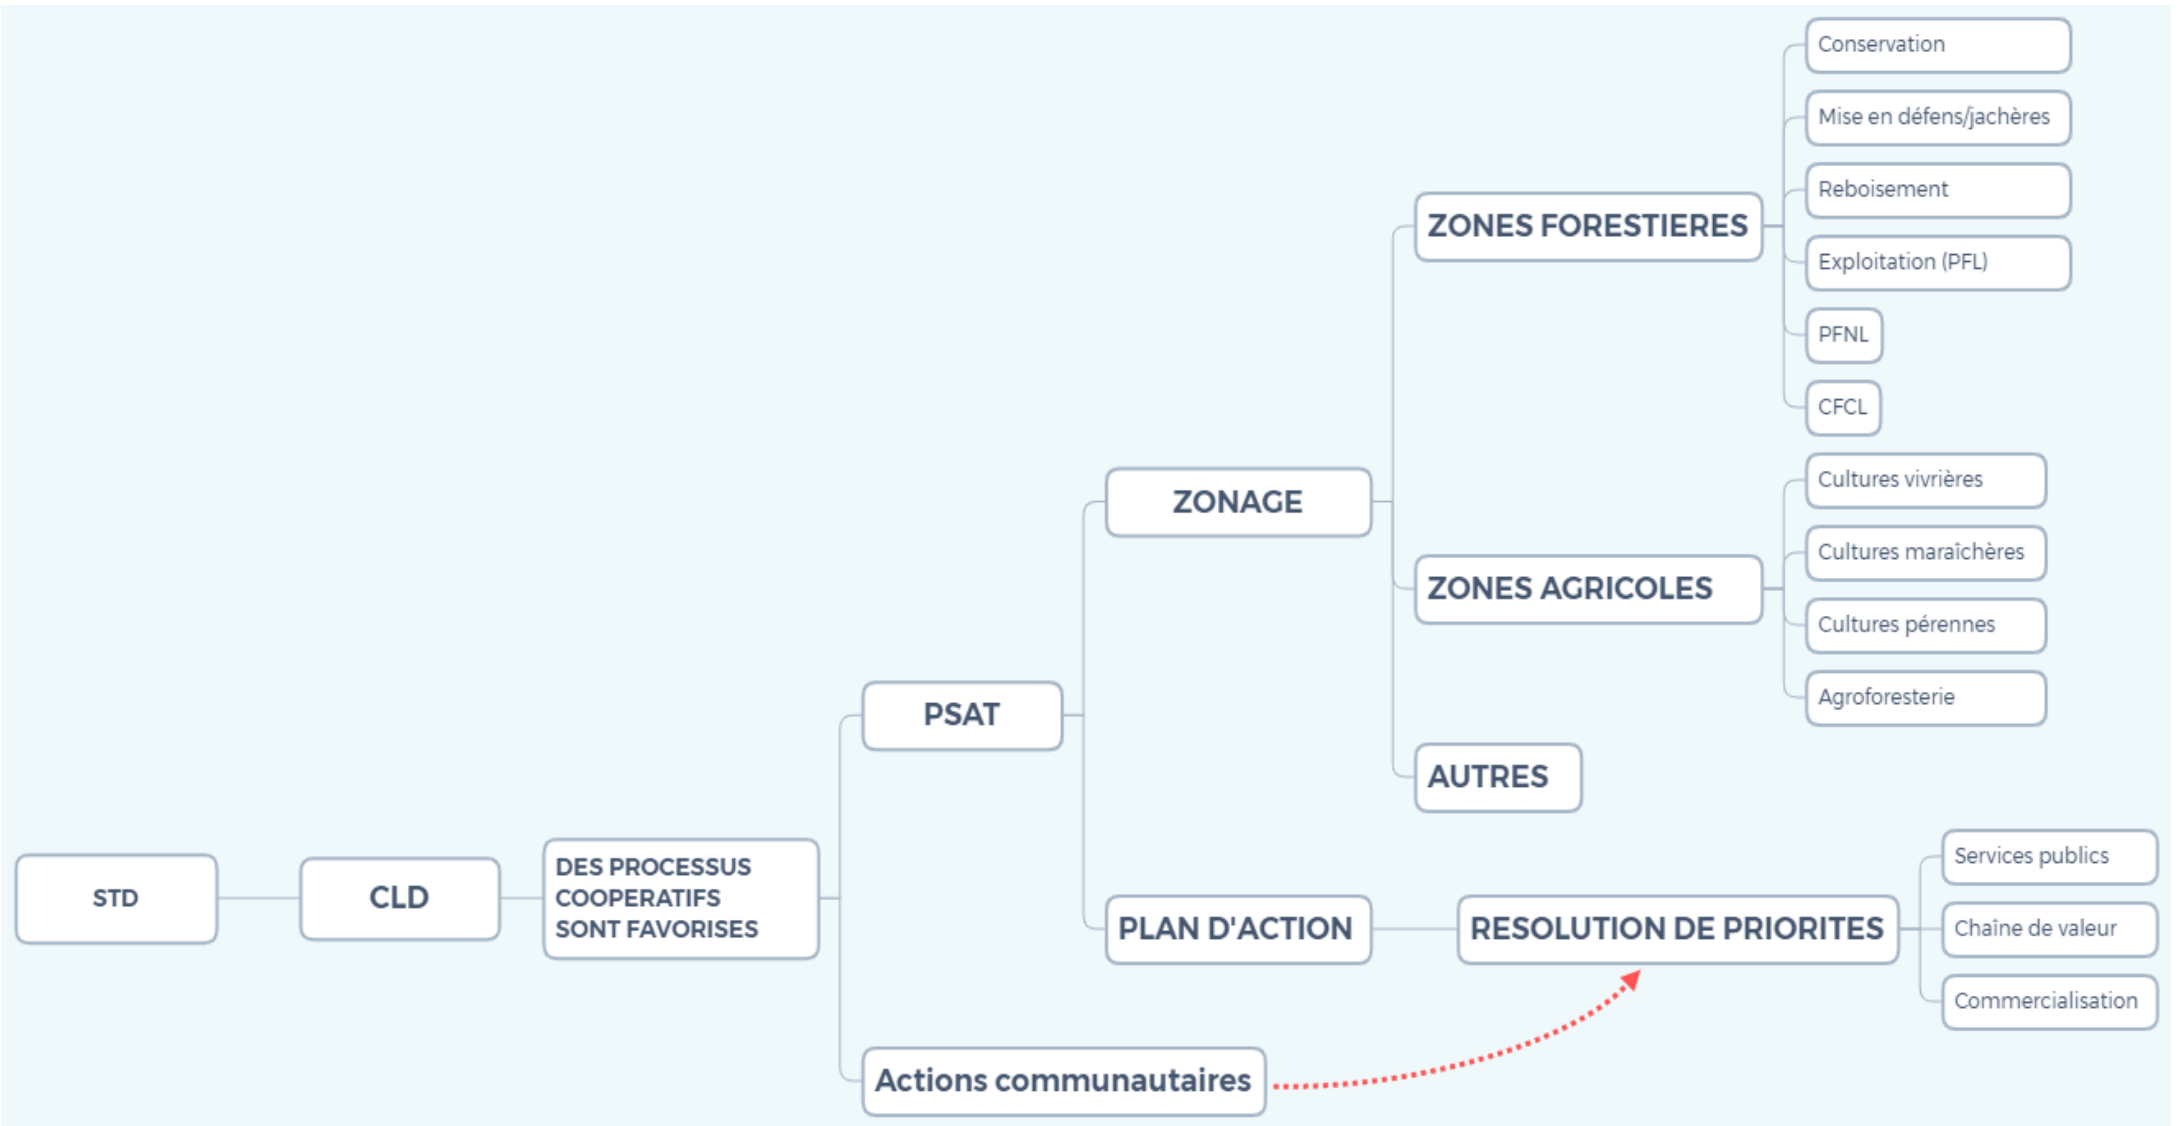 Conservation
Mise en défens/jachères
Reboisement
ZONES FORESTIERES
Exploitation (PFL)
PFNL
CFCL
Cultures vivrières
ZONAGE
Cultures maraîchères
ZONES AGRICOLES
Cultures pérennes
Agroforesterie
PSAT
AUTRES
STD
CLD
DES PROCESSUS
COOPERATIFS
SONT FAVORISES
Services publics
PLAN D'ACTION
RESOLUTION DE PRIORITES
Chaîne de valeur
Commercialisation
Actions communautaires